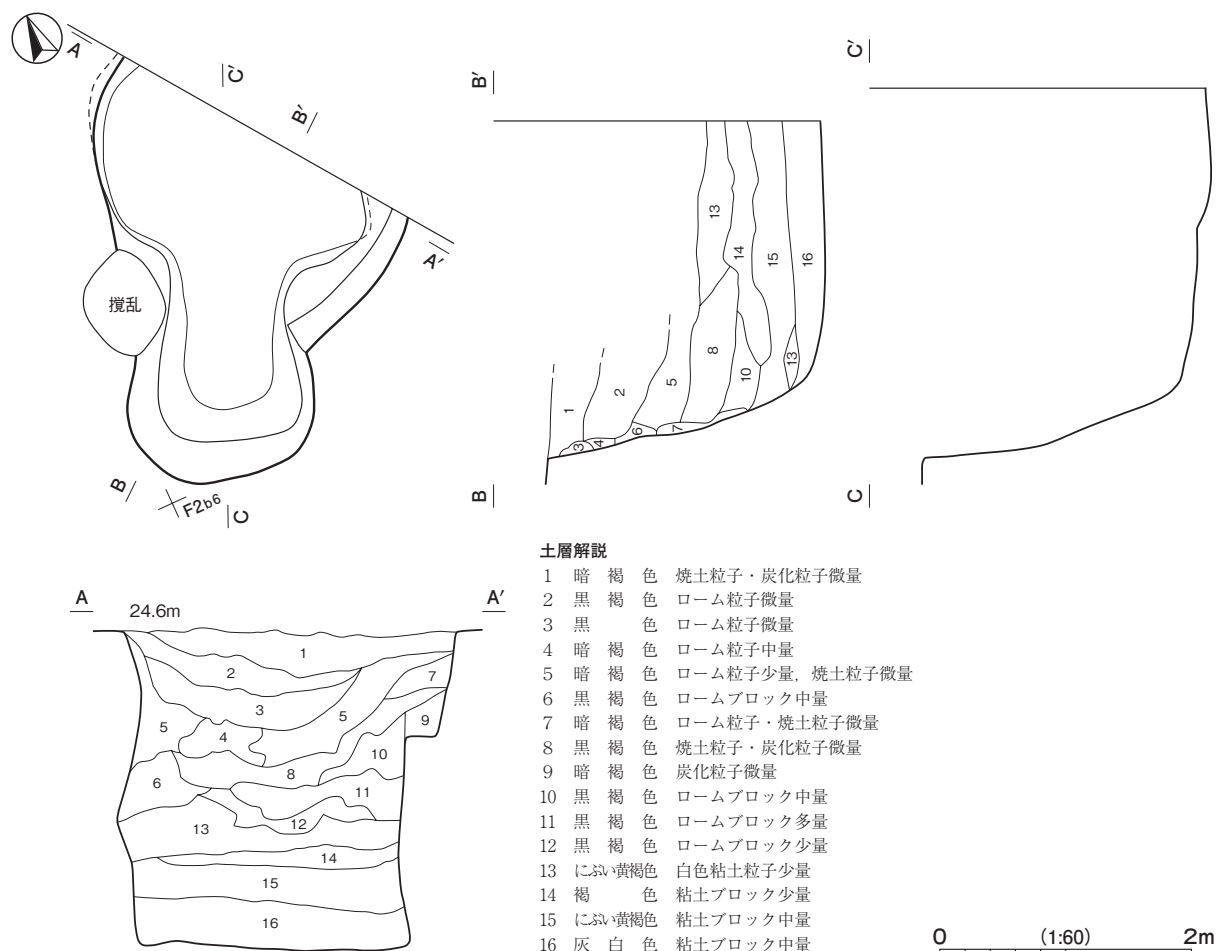 A
C'
B'
A'
撹乱
B
F2b6
C
B'
13
14
15
16
8
13
10
5
2
1
7
6
4
3
B
C'
C
A
24.6m
A'
1
2
7
3
5
9
5
4
10
8
6
11
12
13
14
15
16
土層解説
1 暗褐色 焼土粒子・炭化粒子微量
2 黒褐色 ローム粒子微量
3 黒色 ローム粒子微量
4 暗褐色 ローム粒子中量
5 暗褐色 ローム粒子少量，焼土粒子微量
6 黒褐色 ロームブロック中量
7 暗褐色 ローム粒子・焼土粒子微量
8 黒褐色 焼土粒子・炭化粒子微量
9 暗褐色 炭化粒子微量
10 黒褐色 ロームブロック中量
11 黒褐色 ロームブロック多量
12 黒褐色 ロームブロック少量
13 にぶい黄褐色 白色粘土粒子少量
14 褐色 粘土ブロック少量
15 にぶい黄褐色 粘土ブロック中量
16 灰白色 粘土ブロック中量
0 (1:60) 2m